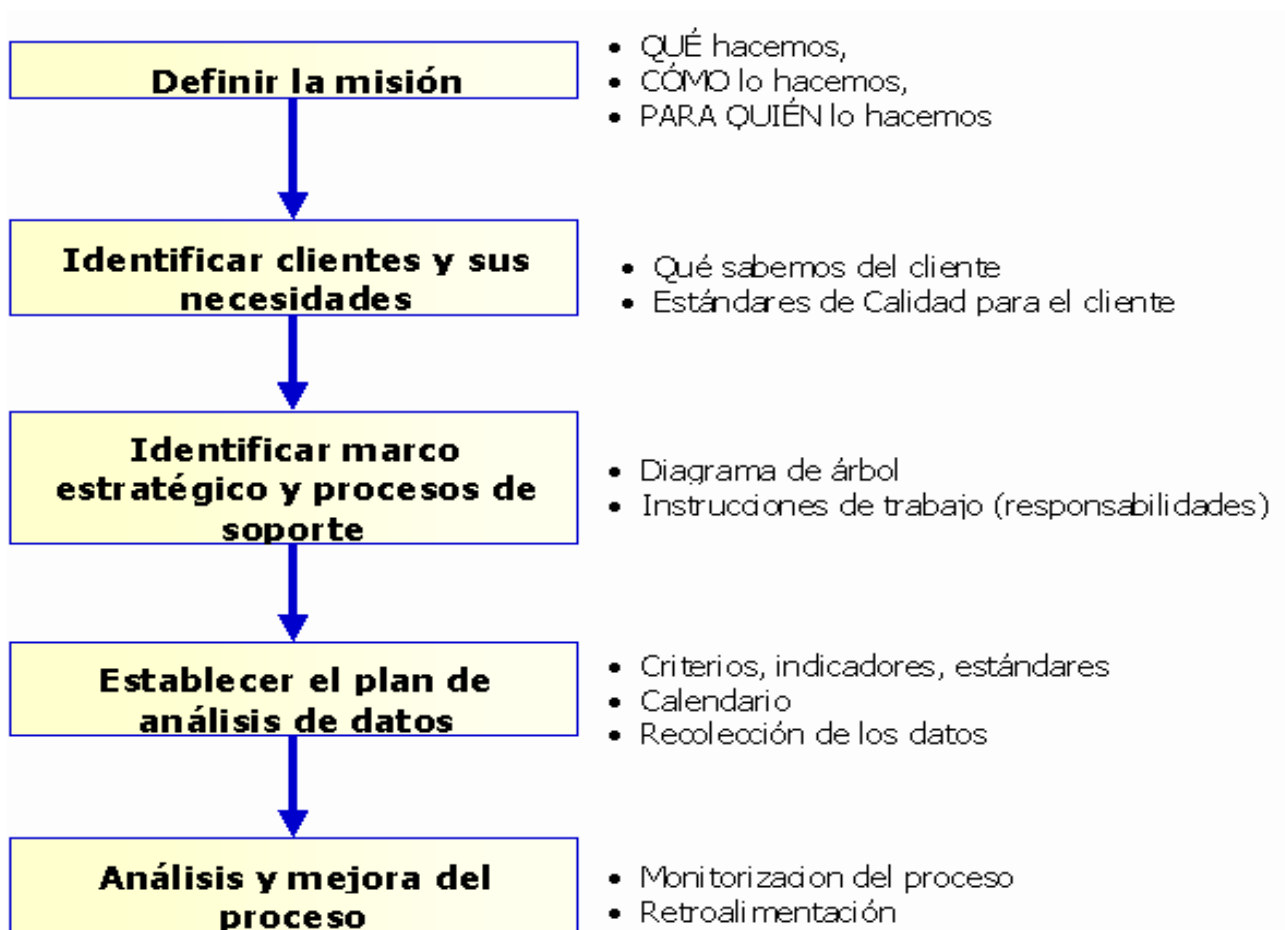 Definir la misión
• QUÉ hacemos,
• CÓMO lo hacemos,
• PARA QUIÉN lo hacemos
Identificar clientes y sus
necesidades
• Qué sabemos del cliente
• Estándares de Calidad para el cliente
Identificar marco
estratégico y procesos de
soporte
• Diagrama de árbol
• Instrucciones de trabajo (responsabilidades)
Establecer el plan de
análisis de datos
• Criterios, indicadores, estándares
• Calendario
• Recolección de los datos
Análisis y mejora del
proceso
• Monitorizacion del proceso
• Retroalimentación